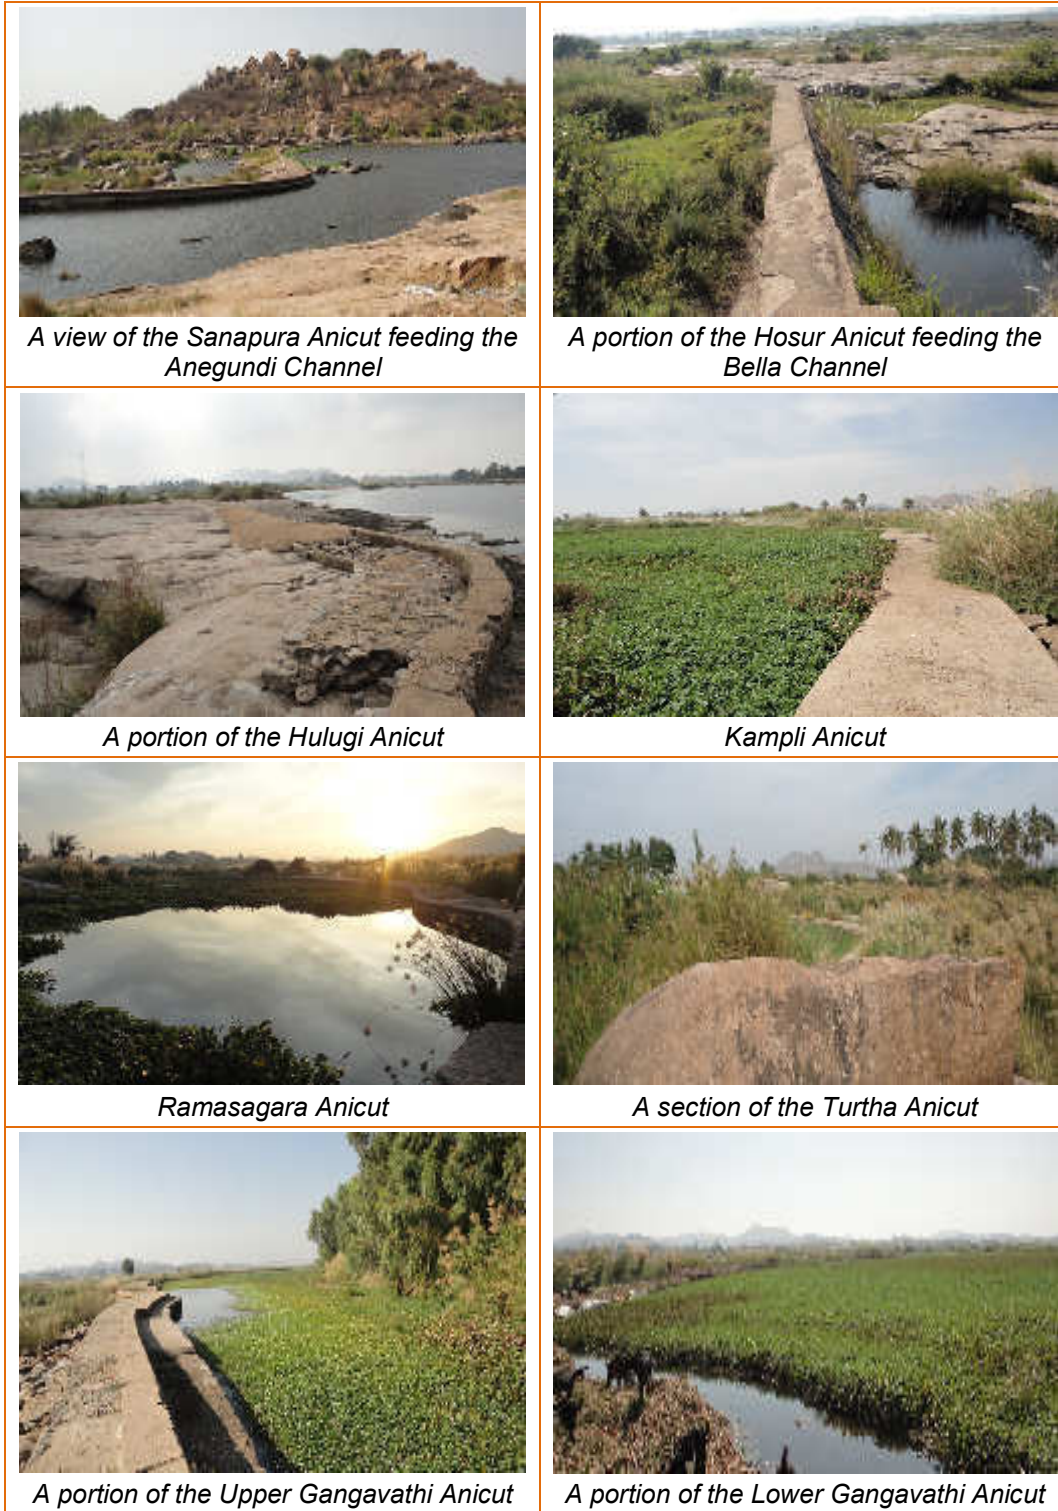 A view of the Sanapura Anicut feeding the
Anegundi Channel
A portion of the Hosur Anicut feeding the
Bella Channel
A portion of the Hulugi Anicut
Kampli Anicut
Ramasagara Anicut
A section of the Turtha Anicut
A portion of the Upper Gangavathi Anicut
A portion of the Lower Gangavathi Anicut